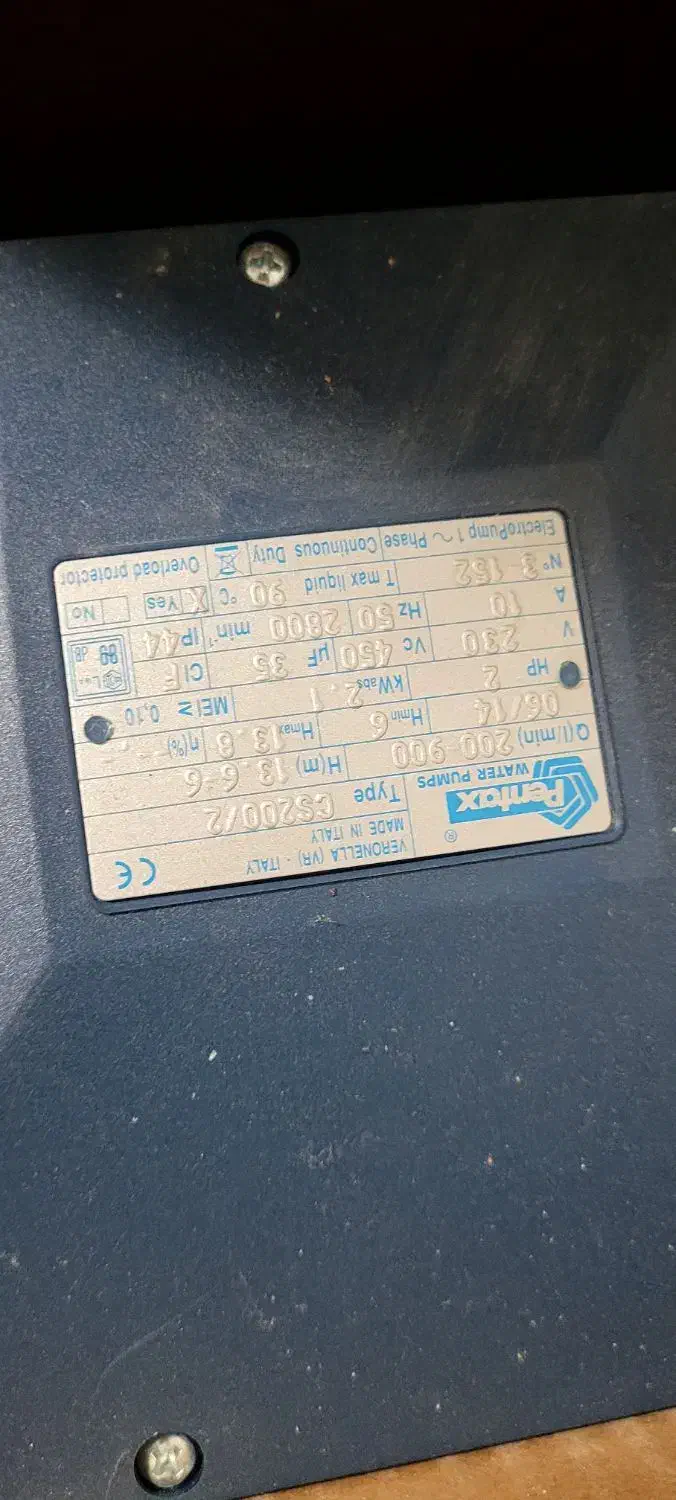 Pentax ®
WATER PUMPS
VERONELLA (VR) - ITALY
MADE IN ITALY
CE
Type CS200/2
Q(l/min) 200-900 H(m) 13.6-6
06/14 Hmin 6 Hmax 13.8 η(%)
HP 2 kWabs 2.1 MEI ≥ 0,10
V 230 Vc 450 µF 35 Cl F
A 10 Hz 50 2800 min-1 IP44
N° 3-152 T max liquid 90 °C X Yes No
ElectroPump 1 ~ Phase Continuous Duty Overload protector